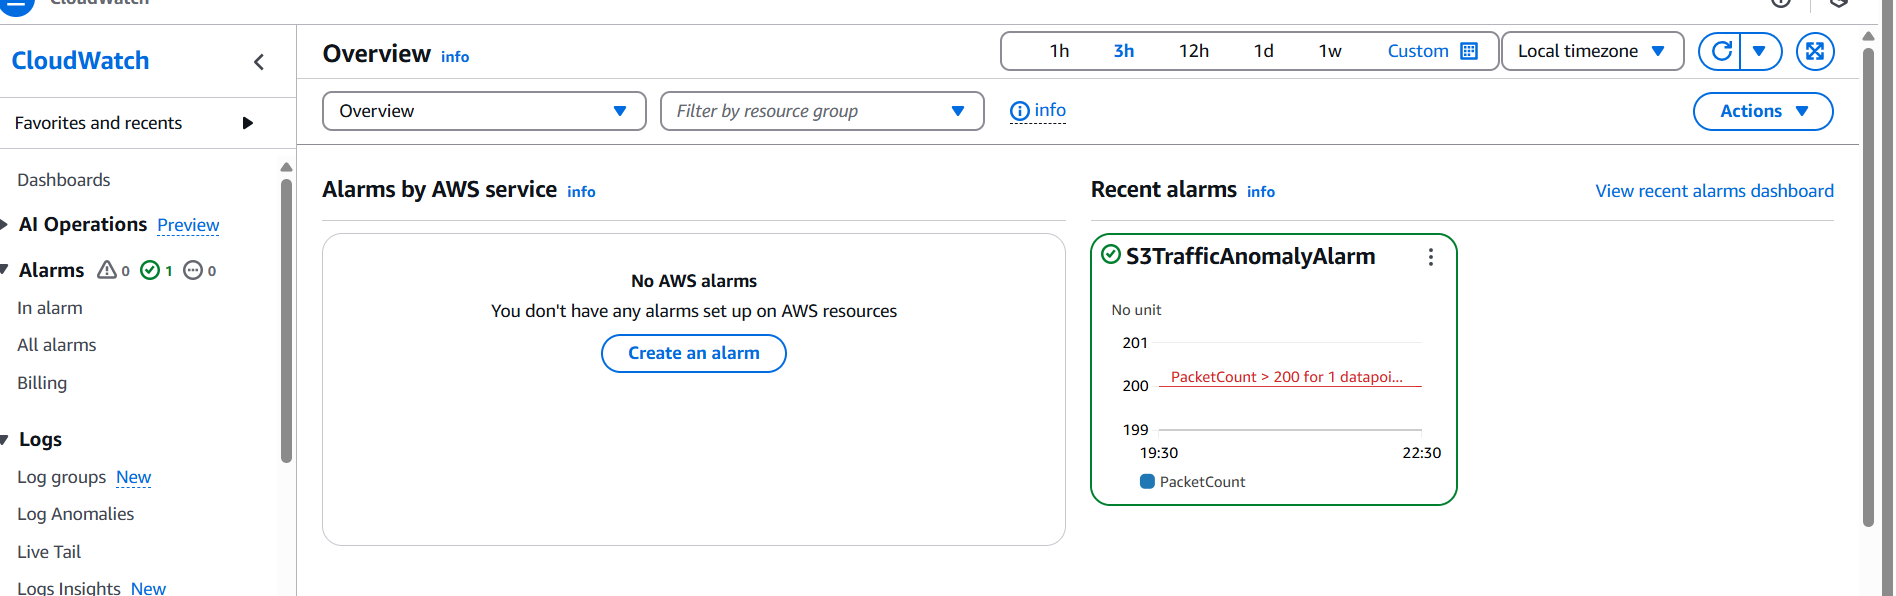 CloudWatch
CloudWatch
Favorites and recents
Dashboards
AI Operations Preview
Alarms 0 1 0
In alarm
All alarms
Billing
Logs
Log groups New
Log Anomalies
Live Tail
Logs Insights New
Overview info
1h 3h 12h 1d 1w Custom Local timezone
Overview Filter by resource group info Actions
Alarms by AWS service info
No AWS alarms
You don't have any alarms set up on AWS resources
Create an alarm
Recent alarms info View recent alarms dashboard
S3TrafficAnomalyAlarm
No unit
201
PacketCount > 200 for 1 datapoi...
200
199
19:30 22:30
PacketCount